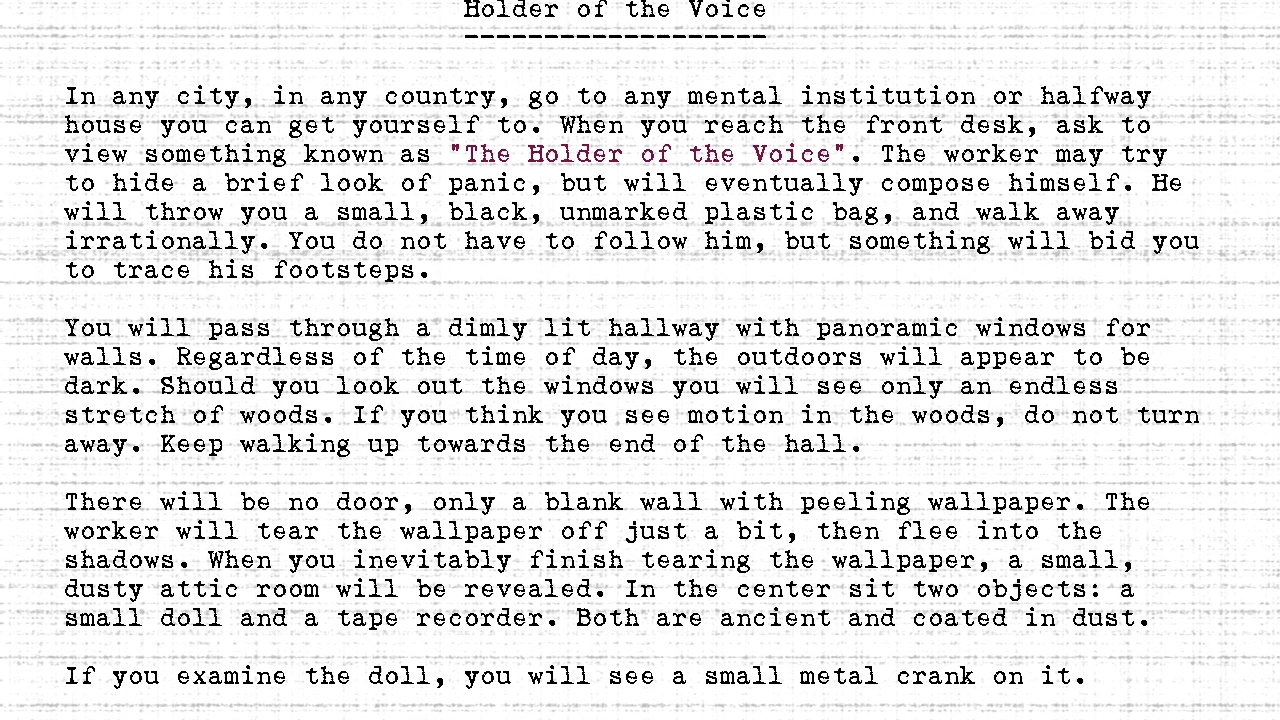 Holder of the Voice
-------------------
In any city, in any country, go to any mental institution or halfway
house you can get yourself to. When you reach the front desk, ask to
view something known as "The Holder of the Voice". The worker may try
to hide a brief look of panic, but will eventually compose himself. He
will throw you a small, black, unmarked plastic bag, and walk away
irrationally. You do not have to follow him, but something will bid you
to trace his footsteps.
You will pass through a dimly lit hallway with panoramic windows for
walls. Regardless of the time of day, the outdoors will appear to be
dark. Should you look out the windows you will see only an endless
stretch of woods. If you think you see motion in the woods, do not turn
away. Keep walking up towards the end of the hall.
There will be no door, only a blank wall with peeling wallpaper. The
worker will tear the wallpaper off just a bit, then flee into the
shadows. When you inevitably finish tearing the wallpaper, a small,
dusty attic room will be revealed. In the center sit two objects: a
small doll and a tape recorder. Both are ancient and coated in dust.
If you examine the doll, you will see a small metal crank on it.